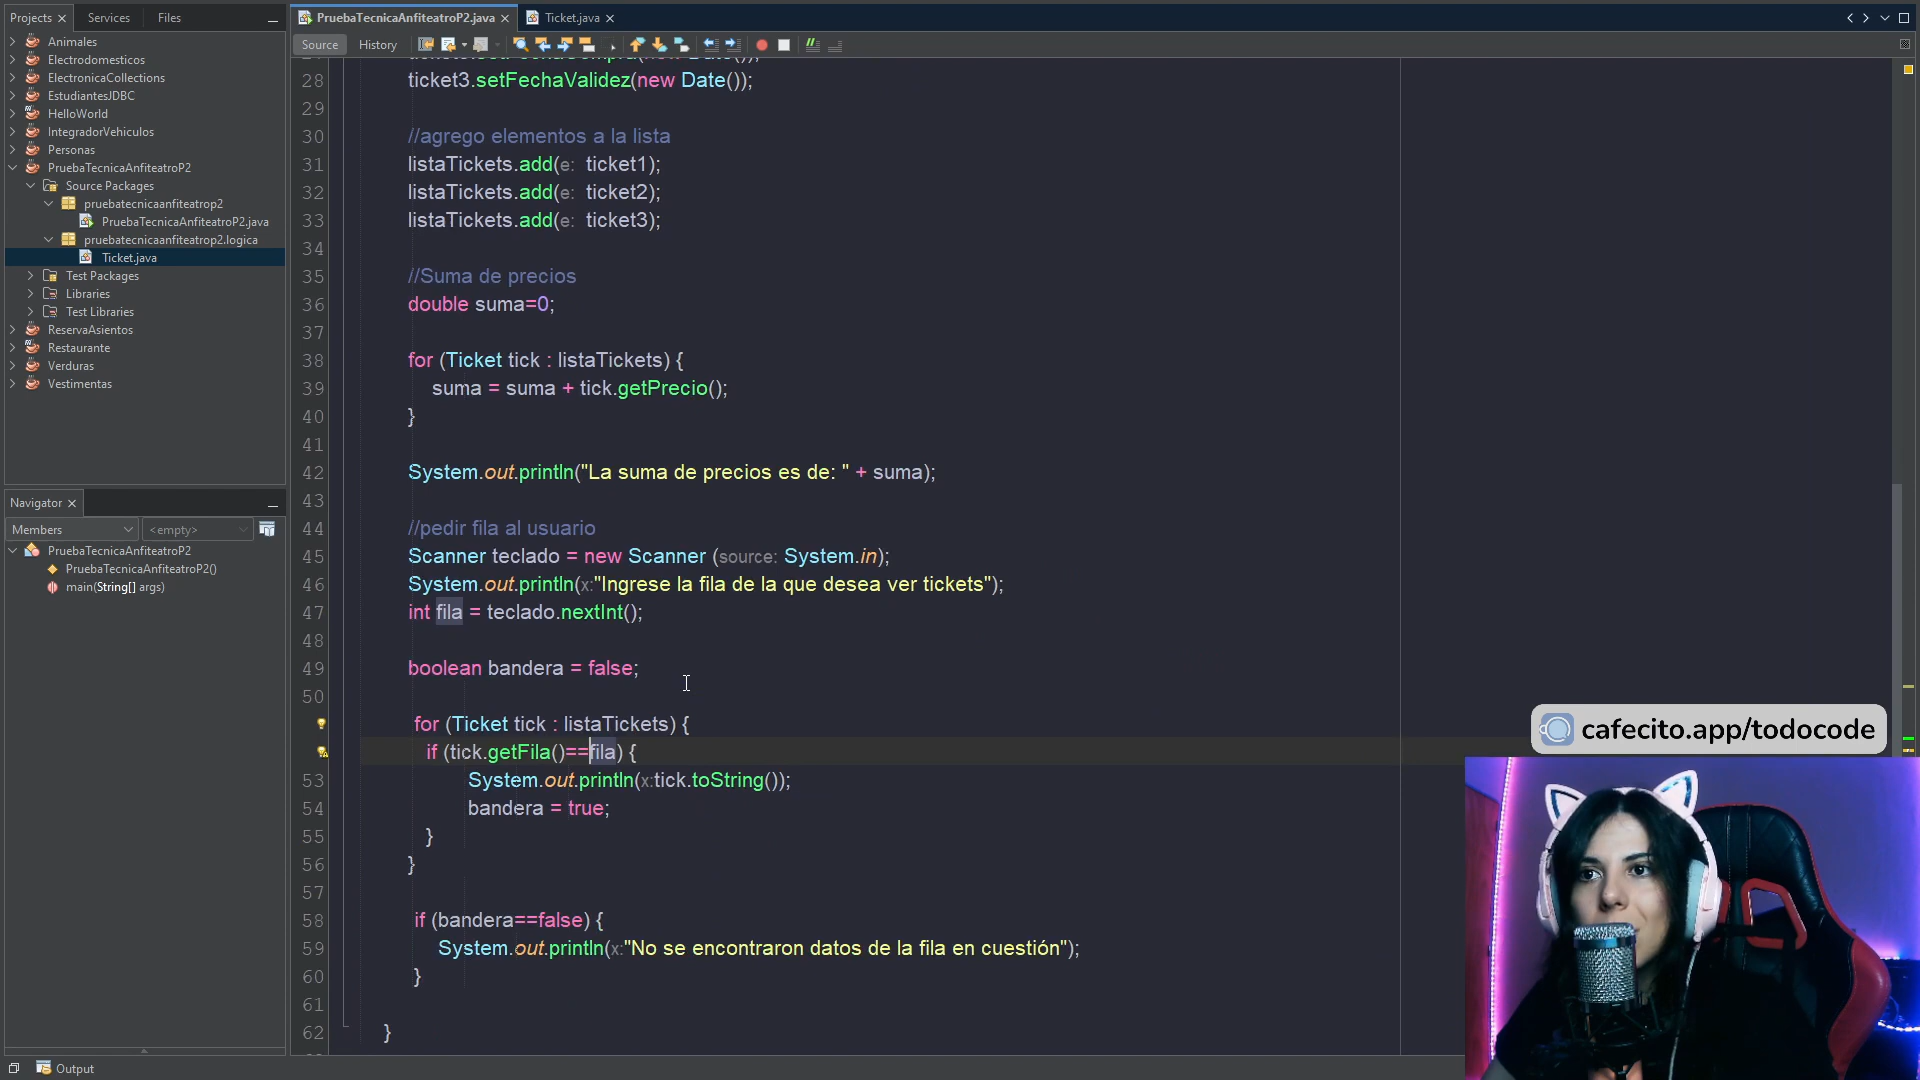 Projects
Services
Files
PruebaTecnicaAnfiteatroP2.java
Ticket.java
Source
History
Animales
Electrodomesticos
ElectronicaCollections
EstudiantesJDBC
HelloWorld
IntegradorVehiculos
Personas
PruebaTecnicaAnfiteatroP2
Source Packages
pruebatecnicaanfiteatrop2
PruebaTecnicaAnfiteatroP2.java
pruebatecnicaanfiteatrop2.logica
Ticket.java
Test Packages
Libraries
Test Libraries
ReservaAsientos
Restaurante
Verduras
Vestimentas
Navigator
Members
<empty>
PruebaTecnicaAnfiteatroP2
PruebaTecnicaAnfiteatroP2()
main(String[] args)
28 ticket3.setFechaValidez(new Date());
29
30 //agrego elementos a la lista
31 listaTickets.add(e: ticket1);
32 listaTickets.add(e: ticket2);
33 listaTickets.add(e: ticket3);
34
35 //Suma de precios
36 double suma=0;
37
38 for (Ticket tick : listaTickets) {
39 suma = suma + tick.getPrecio();
40 }
41
42 System.out.println("La suma de precios es de: " + suma);
43
44 //pedir fila al usuario
45 Scanner teclado = new Scanner (source: System.in);
46 System.out.println(x:"Ingrese la fila de la que desea ver tickets");
47 int fila = teclado.nextInt();
48
49 boolean bandera = false;
50
for (Ticket tick : listaTickets) {
if (tick.getFila()==fila) {
53 System.out.println(x:tick.toString());
54 bandera = true;
55 }
56 }
57
58 if (bandera==false) {
59 System.out.println(x:"No se encontraron datos de la fila en cuestión");
60 }
61
62 }
cafecito.app/todocode
Output